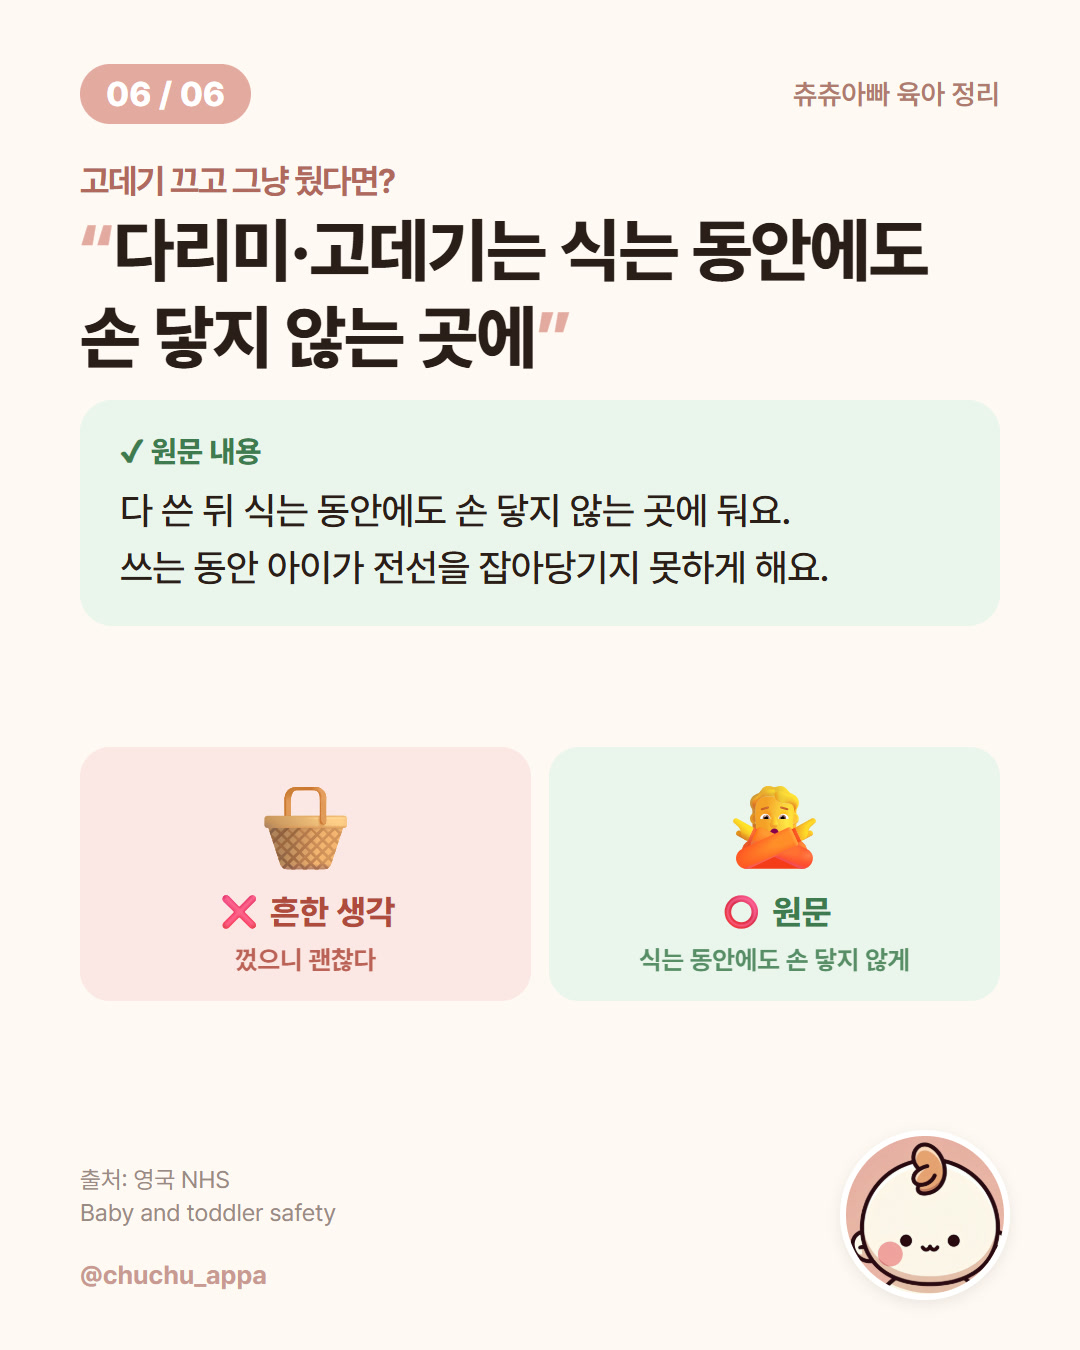 06 / 06
츄츄아빠 육아 정리
고데기 끄고 그냥 뒀다면?
“다리미·고데기는 식는 동안에도
손 닿지 않는 곳에”
✔ 원문 내용
다 쓴 뒤 식는 동안에도 손 닿지 않는 곳에 둬요.
쓰는 동안 아이가 전선을 잡아당기지 못하게 해요.
❌ 흔한 생각
껐으니 괜찮다
⭕ 원문
식는 동안에도 손 닿지 않게
출처: 영국 NHS
Baby and toddler safety
@chuchu_appa